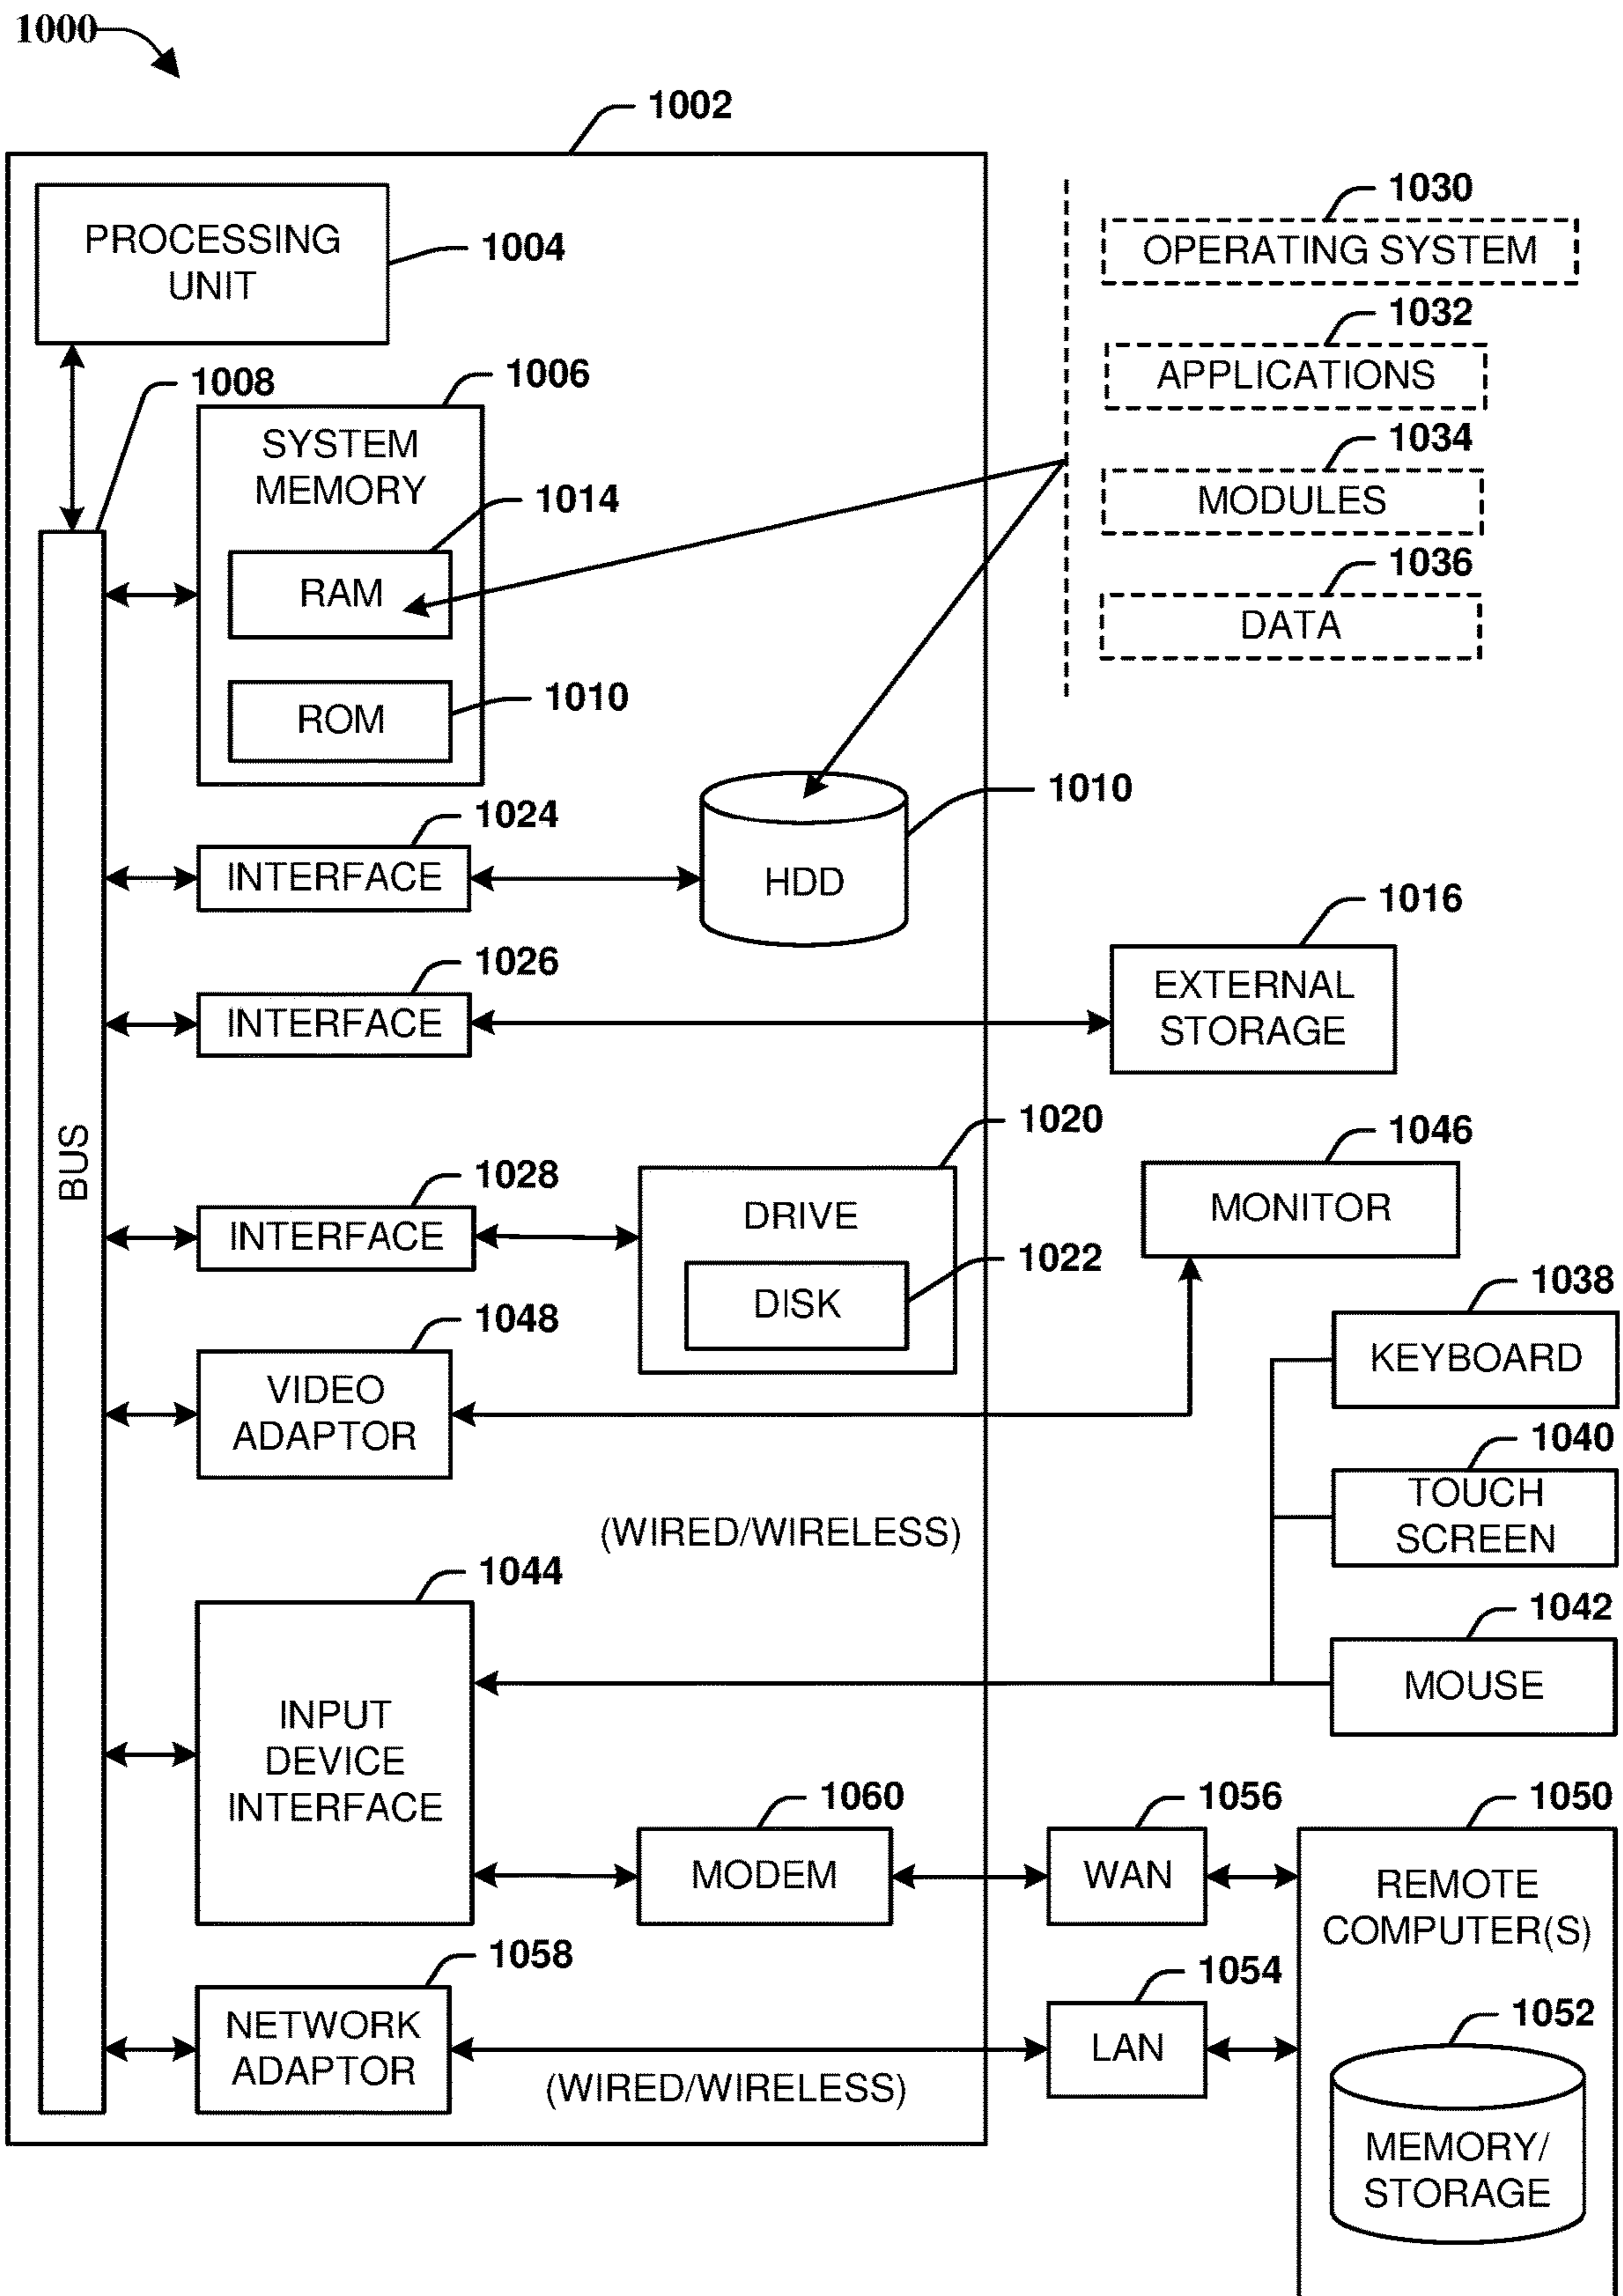 1000
1002
PROCESSING
UNIT
1004
1030
OPERATING SYSTEM
1032
APPLICATIONS
1034
MODULES
1036
DATA
1008
1006
SYSTEM
MEMORY
1014
RAM
1010
ROM
1024
INTERFACE
1010
HDD
1026
INTERFACE
1016
EXTERNAL
STORAGE
BUS
1028
INTERFACE
1020
DRIVE
1022
DISK
1046
MONITOR
1048
VIDEO
ADAPTOR
1038
KEYBOARD
1040
TOUCH
SCREEN
(WIRED/WIRELESS)
1042
MOUSE
1044
INPUT
DEVICE
INTERFACE
1060
MODEM
1056
WAN
1050
REMOTE
COMPUTER(S)
1058
NETWORK
ADAPTOR
(WIRED/WIRELESS)
1054
LAN
1052
MEMORY/
STORAGE